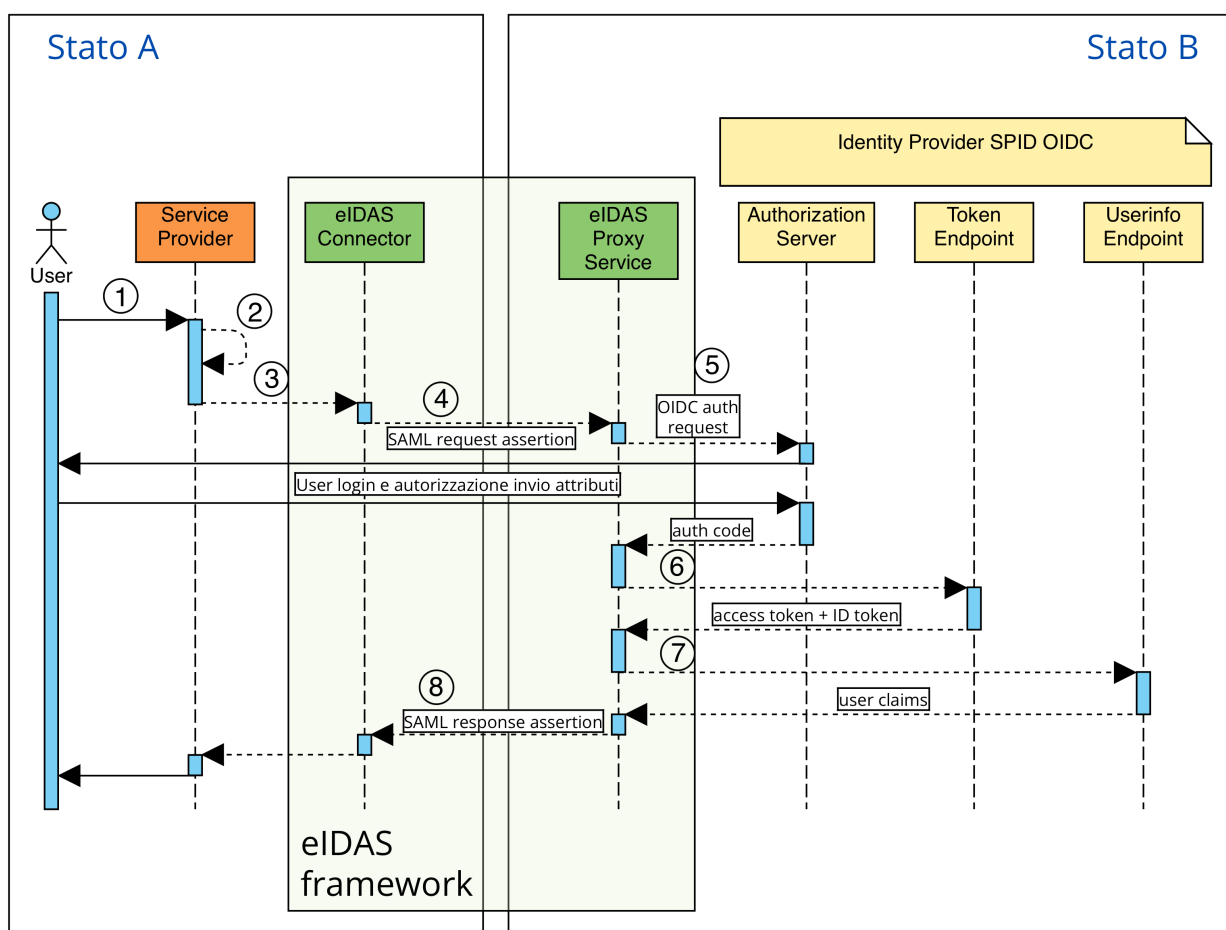 Stato A
Stato B
Identity Provider SPID OIDC
User
Service
Provider
eIDAS
Connector
eIDAS
Proxy
Service
Authorization
Server
Token
Endpoint
Userinfo
Endpoint
1
2
3
4
SAML request assertion
5
OIDC auth
request
User login e autorizzazione invio attributi
auth code
6
access token + ID token
7
user claims
8
SAML response assertion
eIDAS
framework